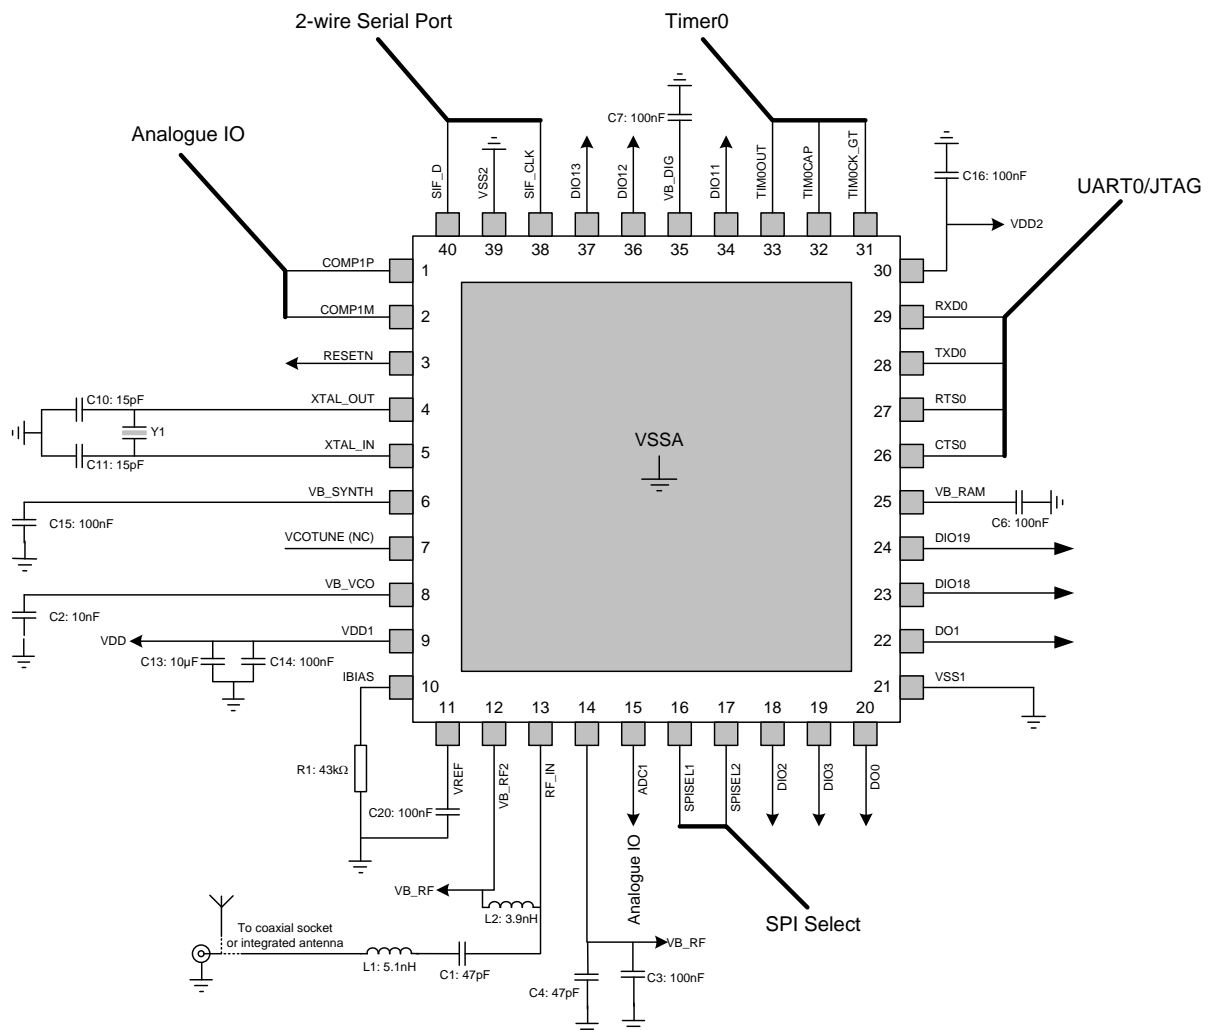 2-wire Serial Port
Timer0
Analogue IO
UART0/JTAG
C7: 100nF
C16: 100nF
VDD2
SIF_D
VSS2
SIF_CLK
DIO13
DIO12
VB_DIG
DIO11
TIM0OUT
TIM0CAP
TIM0CK_GT
40
39
38
37
36
35
34
33
32
31
COMP1P
1
COMP1M
2
RESETN
3
XTAL_OUT
4
XTAL_IN
5
VB_SYNTH
6
VCOTUNE (NC)
7
VB_VCO
8
VDD1
9
IBIAS
10
C10: 15pF
Y1
C11: 15pF
C15: 100nF
C2: 10nF
VDD
C13: 10µF
C14: 100nF
VSSA
30
29
RXD0
28
TXD0
27
RTS0
26
CTS0
25
VB_RAM
C6: 100nF
24
DIO19
23
DIO18
22
DO1
21
VSS1
11
12
13
14
15
16
17
18
19
20
VREF
VB_RF2
RF_IN
ADC1
SPISEL1
SPISEL2
DIO2
DIO3
DO0
R1: 43kΩ
C20: 100nF
VB_RF
L2: 3.9nH
Analogue IO
SPI Select
To coaxial socket
or integrated antenna
L1: 5.1nH
C1: 47pF
VB_RF
C4: 47pF
C3: 100nF